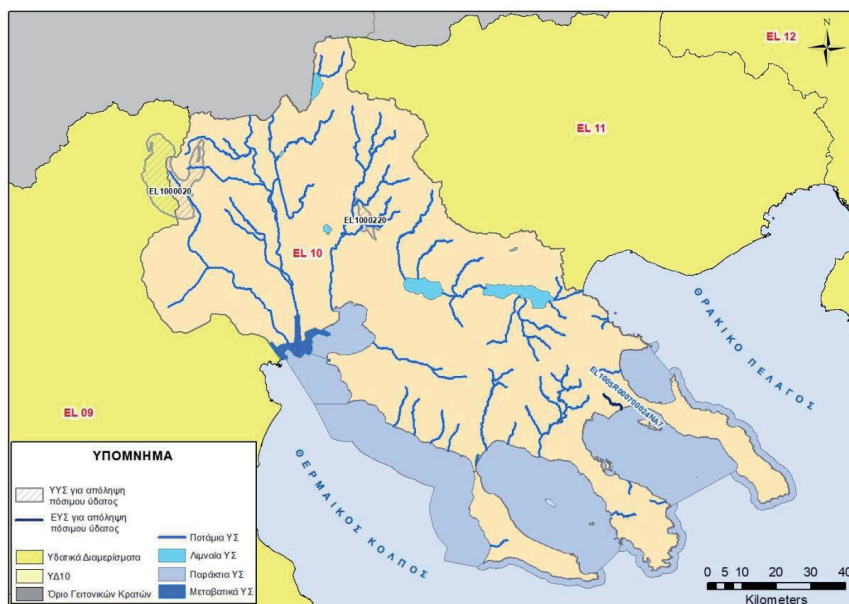 EL 12
N
EL 11
EL1000020
EL1000220
EL 10
ΘΡΑΚΙΚΟ ΠΕΛΑΓΟΣ
EL1005R000700024NA7
EL 09
ΘΕΡΜΑΙΚΟΣ ΚΟΛΠΟΣ
ΥΠΟΜΝΗΜΑ
ΥΥΣ για απόληψη
πόσιμου ύδατος
ΕΥΣ για απόληψη
πόσιμου ύδατος
Υδατικά Διαμερίσματα
ΥΔ10
Όριο Γειτονικών Κρατών
Ποτάμια ΥΣ
Λιμναία ΥΣ
Παράκτια ΥΣ
Μεταβατικά ΥΣ
0 5 10 20 30 40
Kilometers